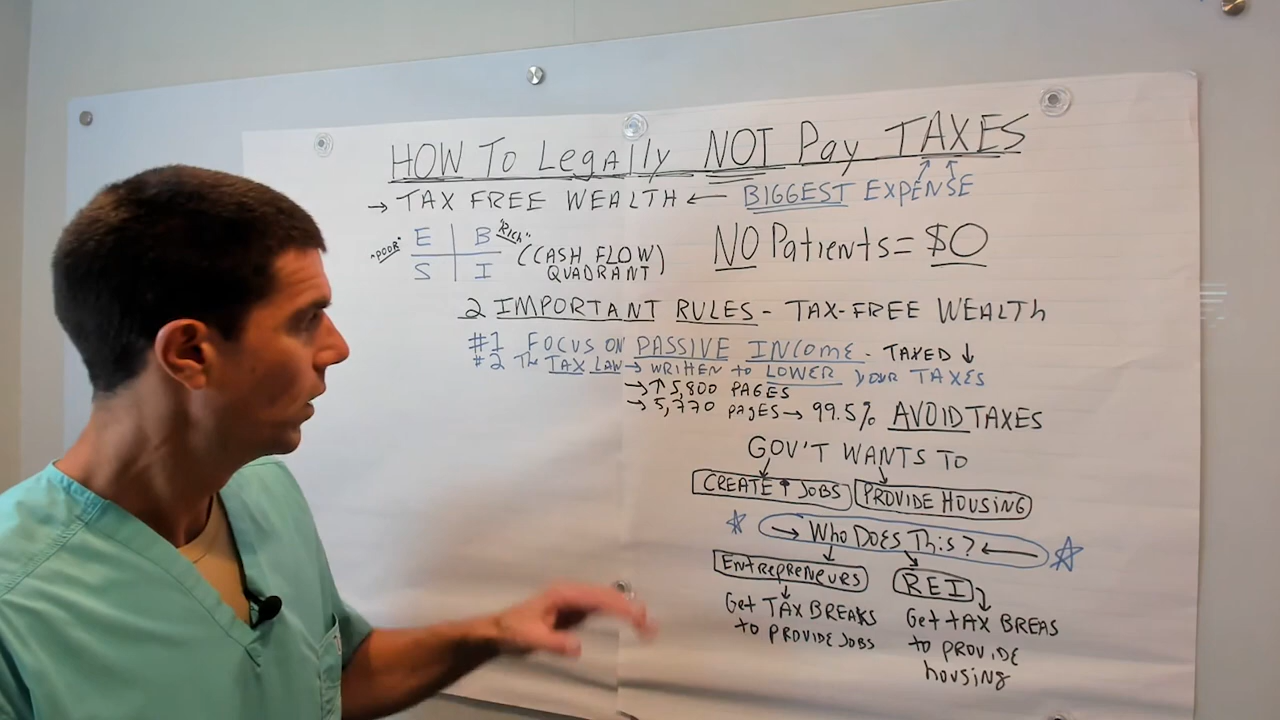 HOW To Legally NOT Pay TAXES
→ TAX FREE WEALTH ← BIGGEST EXPENSE
"POOR" E B "RICH"
S I
(CASH FLOW)
QUADRANT
NO Patients = $0
2 IMPORTANT RULES - TAX-FREE WEALTH
#1 FOCUS ON PASSIVE INCOME - TAXED ↓
#2 The TAX LAW → WRITTEN to LOWER your TAXES
→ ↑ 5,800 PAGES
→ 5,770 PAgES → 99.5% AVOID TAXES
GOV'T WANTS TO
CREATE ↑ JOBS PROVIDE HOUSING
→ Who Does This? ←
Entrepreneurs REI
Get TAX BREAKS
to PROVIDE JOBS
Get tAX BREAS
to PROVIDE
housing